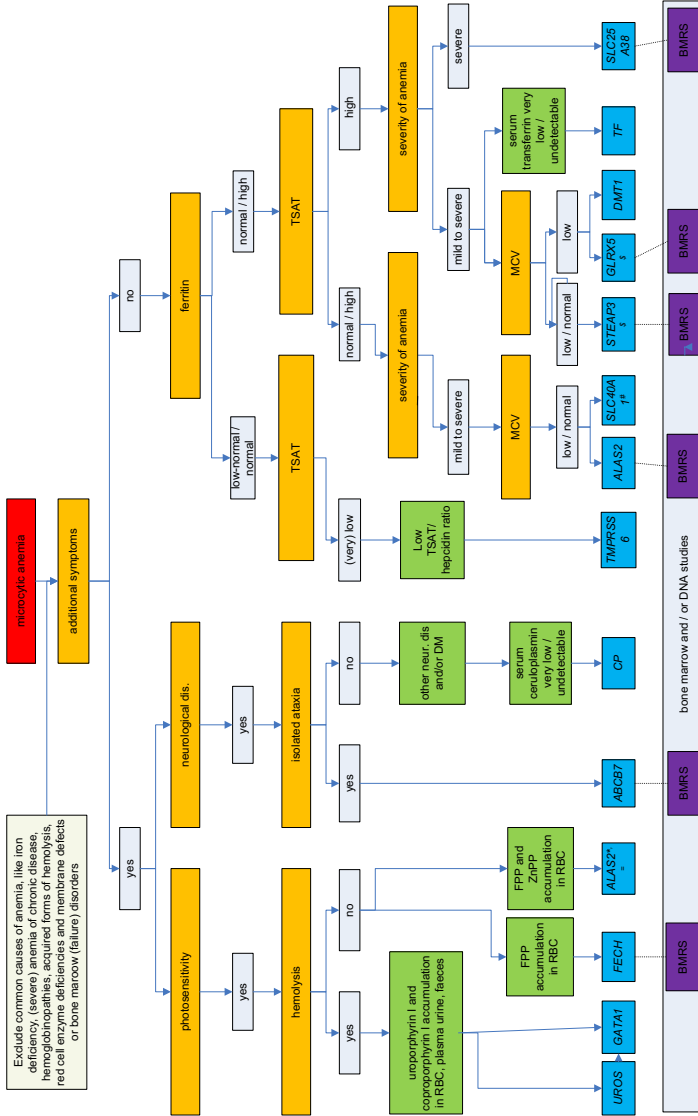 Exclude common causes of anemia, like iron
deficiency, (severe) anemia of chronic disease,
hemoglobinopathies, acquired forms of hemolysis,
red cell enzyme deficiencies and membrane defects
or bone maroow (failure) disorders
microcytic anemia
additional symptoms
yes
no
photosensitivity
neurological dis.
ferritin
yes
yes
low-normal /
normal
normal / high
hemolysis
isolated ataxia
TSAT
TSAT
yes
no
yes
no
(very) low
normal / high
high
uroporphyrin I and
coproporphyrin I accumulation
in RBC, plasma urine, faeces
other neur. dis
and/or DM
Low
TSAT/
hepcidin ratio
severity of anemia
severity of anemia
mild to severe
mild to severe
severe
FPP
accumulation
in RBC
FPP and
ZnPP
accumulation
in RBC
serum
ceruloplasmin
very low /
undetectable
MCV
MCV
serum
transferrin very
low /
undetectable
low / normal
low / normal
low
UROS
GATA1
FECH
ALAS2^,
=
ABCB7
CP
TMPRSS
6
ALAS2
SLC40A
1#
STEAP3
s
GLRX5
s
DMT1
TF
SLC25
A38
bone marrow and / or DNA studies
BMRS
BMRS
BMRS
BMRS
BMRS
BMRS